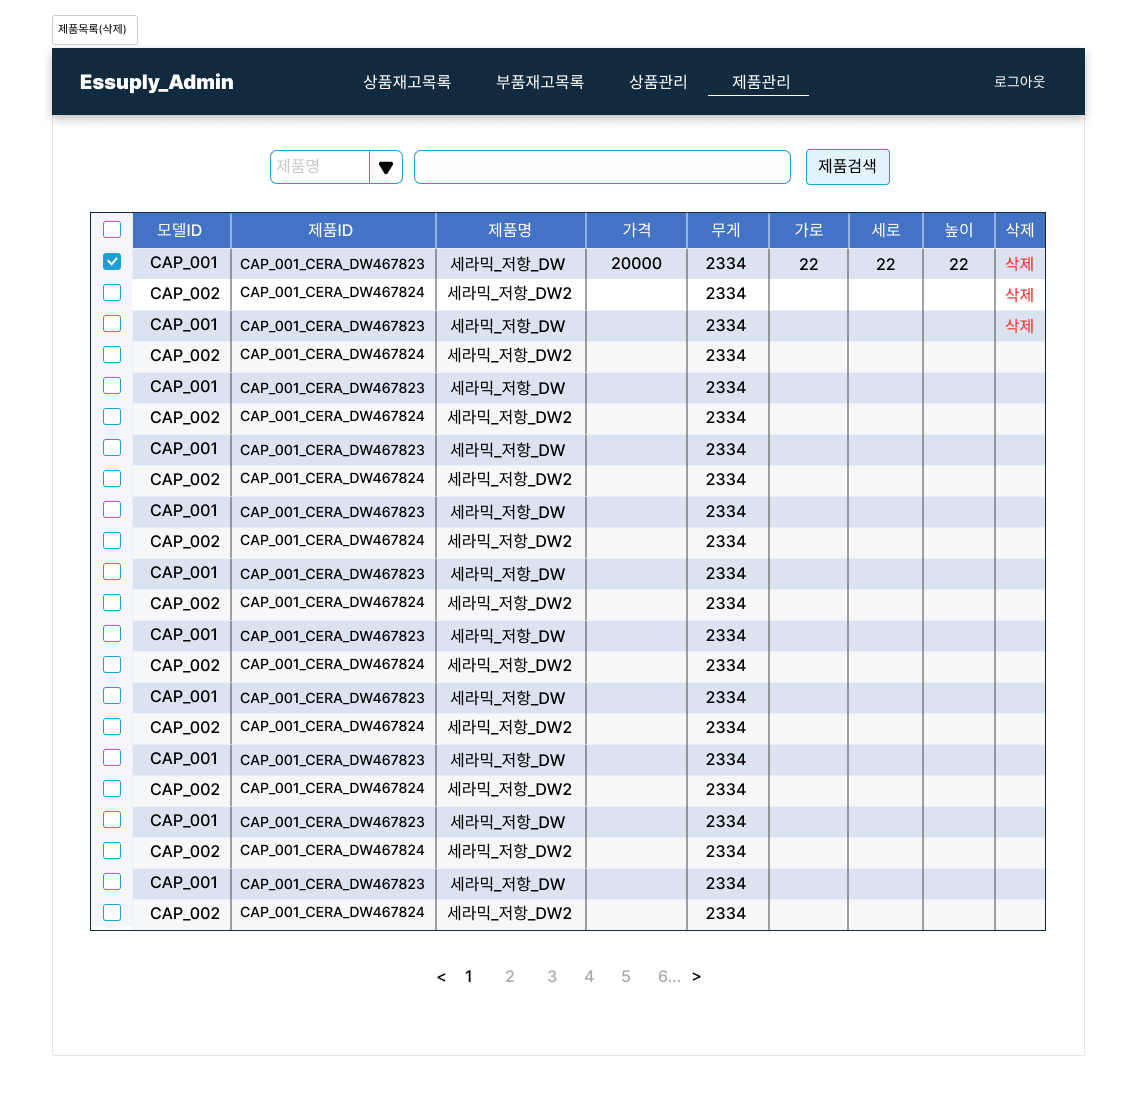 제품목록(삭제)
Essuply_Admin 상품재고목록 부품재고목록 상품관리 제품관리 로그아웃
제품명 제품검색
모델ID 제품ID 제품명 가격 무게 가로 세로 높이 삭제
CAP_001 CAP_001_CERA_DW467823 세라믹_저항_DW 20000 2334 22 22 22 삭제
CAP_002 CAP_001_CERA_DW467824 세라믹_저항_DW2 2334 삭제
CAP_001 CAP_001_CERA_DW467823 세라믹_저항_DW 2334 삭제
CAP_002 CAP_001_CERA_DW467824 세라믹_저항_DW2 2334
CAP_001 CAP_001_CERA_DW467823 세라믹_저항_DW 2334
CAP_002 CAP_001_CERA_DW467824 세라믹_저항_DW2 2334
CAP_001 CAP_001_CERA_DW467823 세라믹_저항_DW 2334
CAP_002 CAP_001_CERA_DW467824 세라믹_저항_DW2 2334
CAP_001 CAP_001_CERA_DW467823 세라믹_저항_DW 2334
CAP_002 CAP_001_CERA_DW467824 세라믹_저항_DW2 2334
CAP_001 CAP_001_CERA_DW467823 세라믹_저항_DW 2334
CAP_002 CAP_001_CERA_DW467824 세라믹_저항_DW2 2334
CAP_001 CAP_001_CERA_DW467823 세라믹_저항_DW 2334
CAP_002 CAP_001_CERA_DW467824 세라믹_저항_DW2 2334
CAP_001 CAP_001_CERA_DW467823 세라믹_저항_DW 2334
CAP_002 CAP_001_CERA_DW467824 세라믹_저항_DW2 2334
CAP_001 CAP_001_CERA_DW467823 세라믹_저항_DW 2334
CAP_002 CAP_001_CERA_DW467824 세라믹_저항_DW2 2334
CAP_001 CAP_001_CERA_DW467823 세라믹_저항_DW 2334
CAP_002 CAP_001_CERA_DW467824 세라믹_저항_DW2 2334
CAP_001 CAP_001_CERA_DW467823 세라믹_저항_DW 2334
CAP_002 CAP_001_CERA_DW467824 세라믹_저항_DW2 2334
< 1 2 3 4 5 6... >